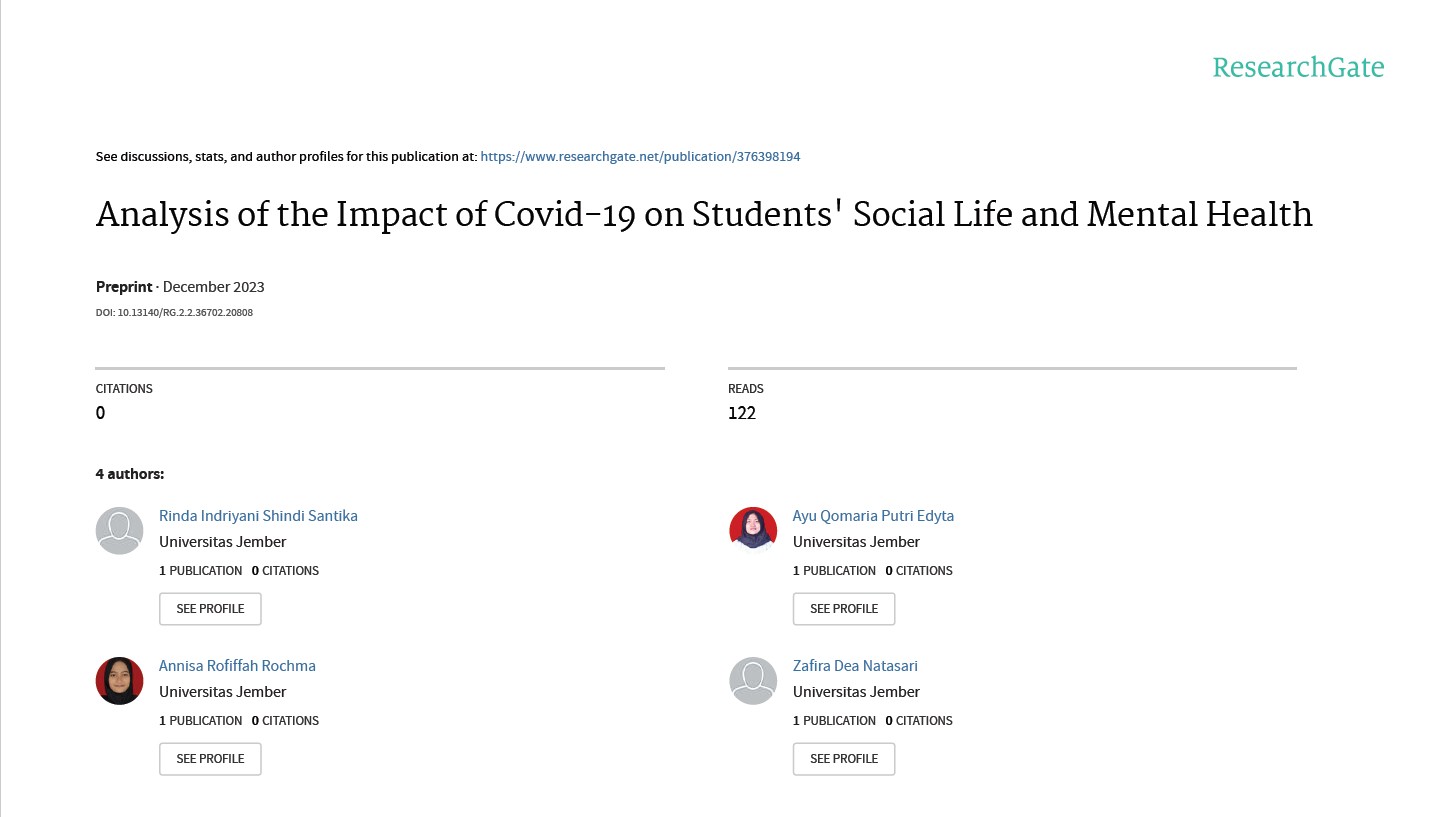 ResearchGate
See discussions, stats, and author profiles for this publication at: https://www.researchgate.net/publication/376398194
Analysis of the Impact of Covid-19 on Students' Social Life and Mental Health
Preprint · December 2023
DOI: 10.13140/RG.2.2.36702.20808
CITATIONS
0
READS
122
4 authors:
Rinda Indriyani Shindi Santika
Universitas Jember
1 PUBLICATION 0 CITATIONS
SEE PROFILE
Ayu Qomaria Putri Edyta
Universitas Jember
1 PUBLICATION 0 CITATIONS
SEE PROFILE
Annisa Rofiffah Rochma
Universitas Jember
1 PUBLICATION 0 CITATIONS
SEE PROFILE
Zafira Dea Natasari
Universitas Jember
1 PUBLICATION 0 CITATIONS
SEE PROFILE